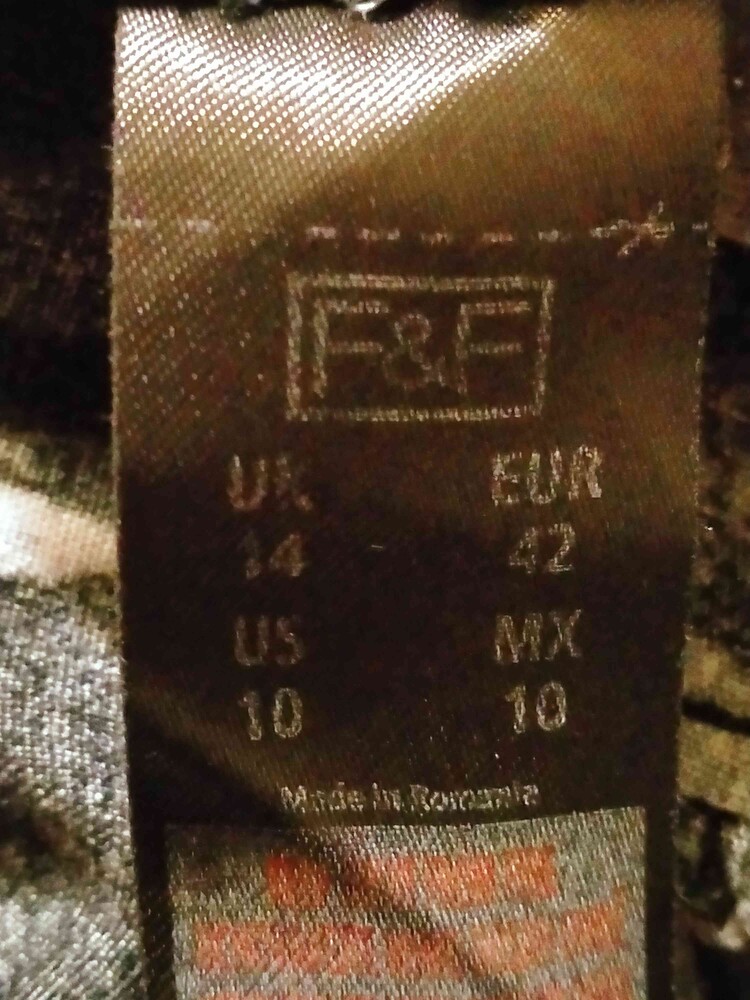 F&F
UK EUR
14 42
US MX
10 10
Made in Romania